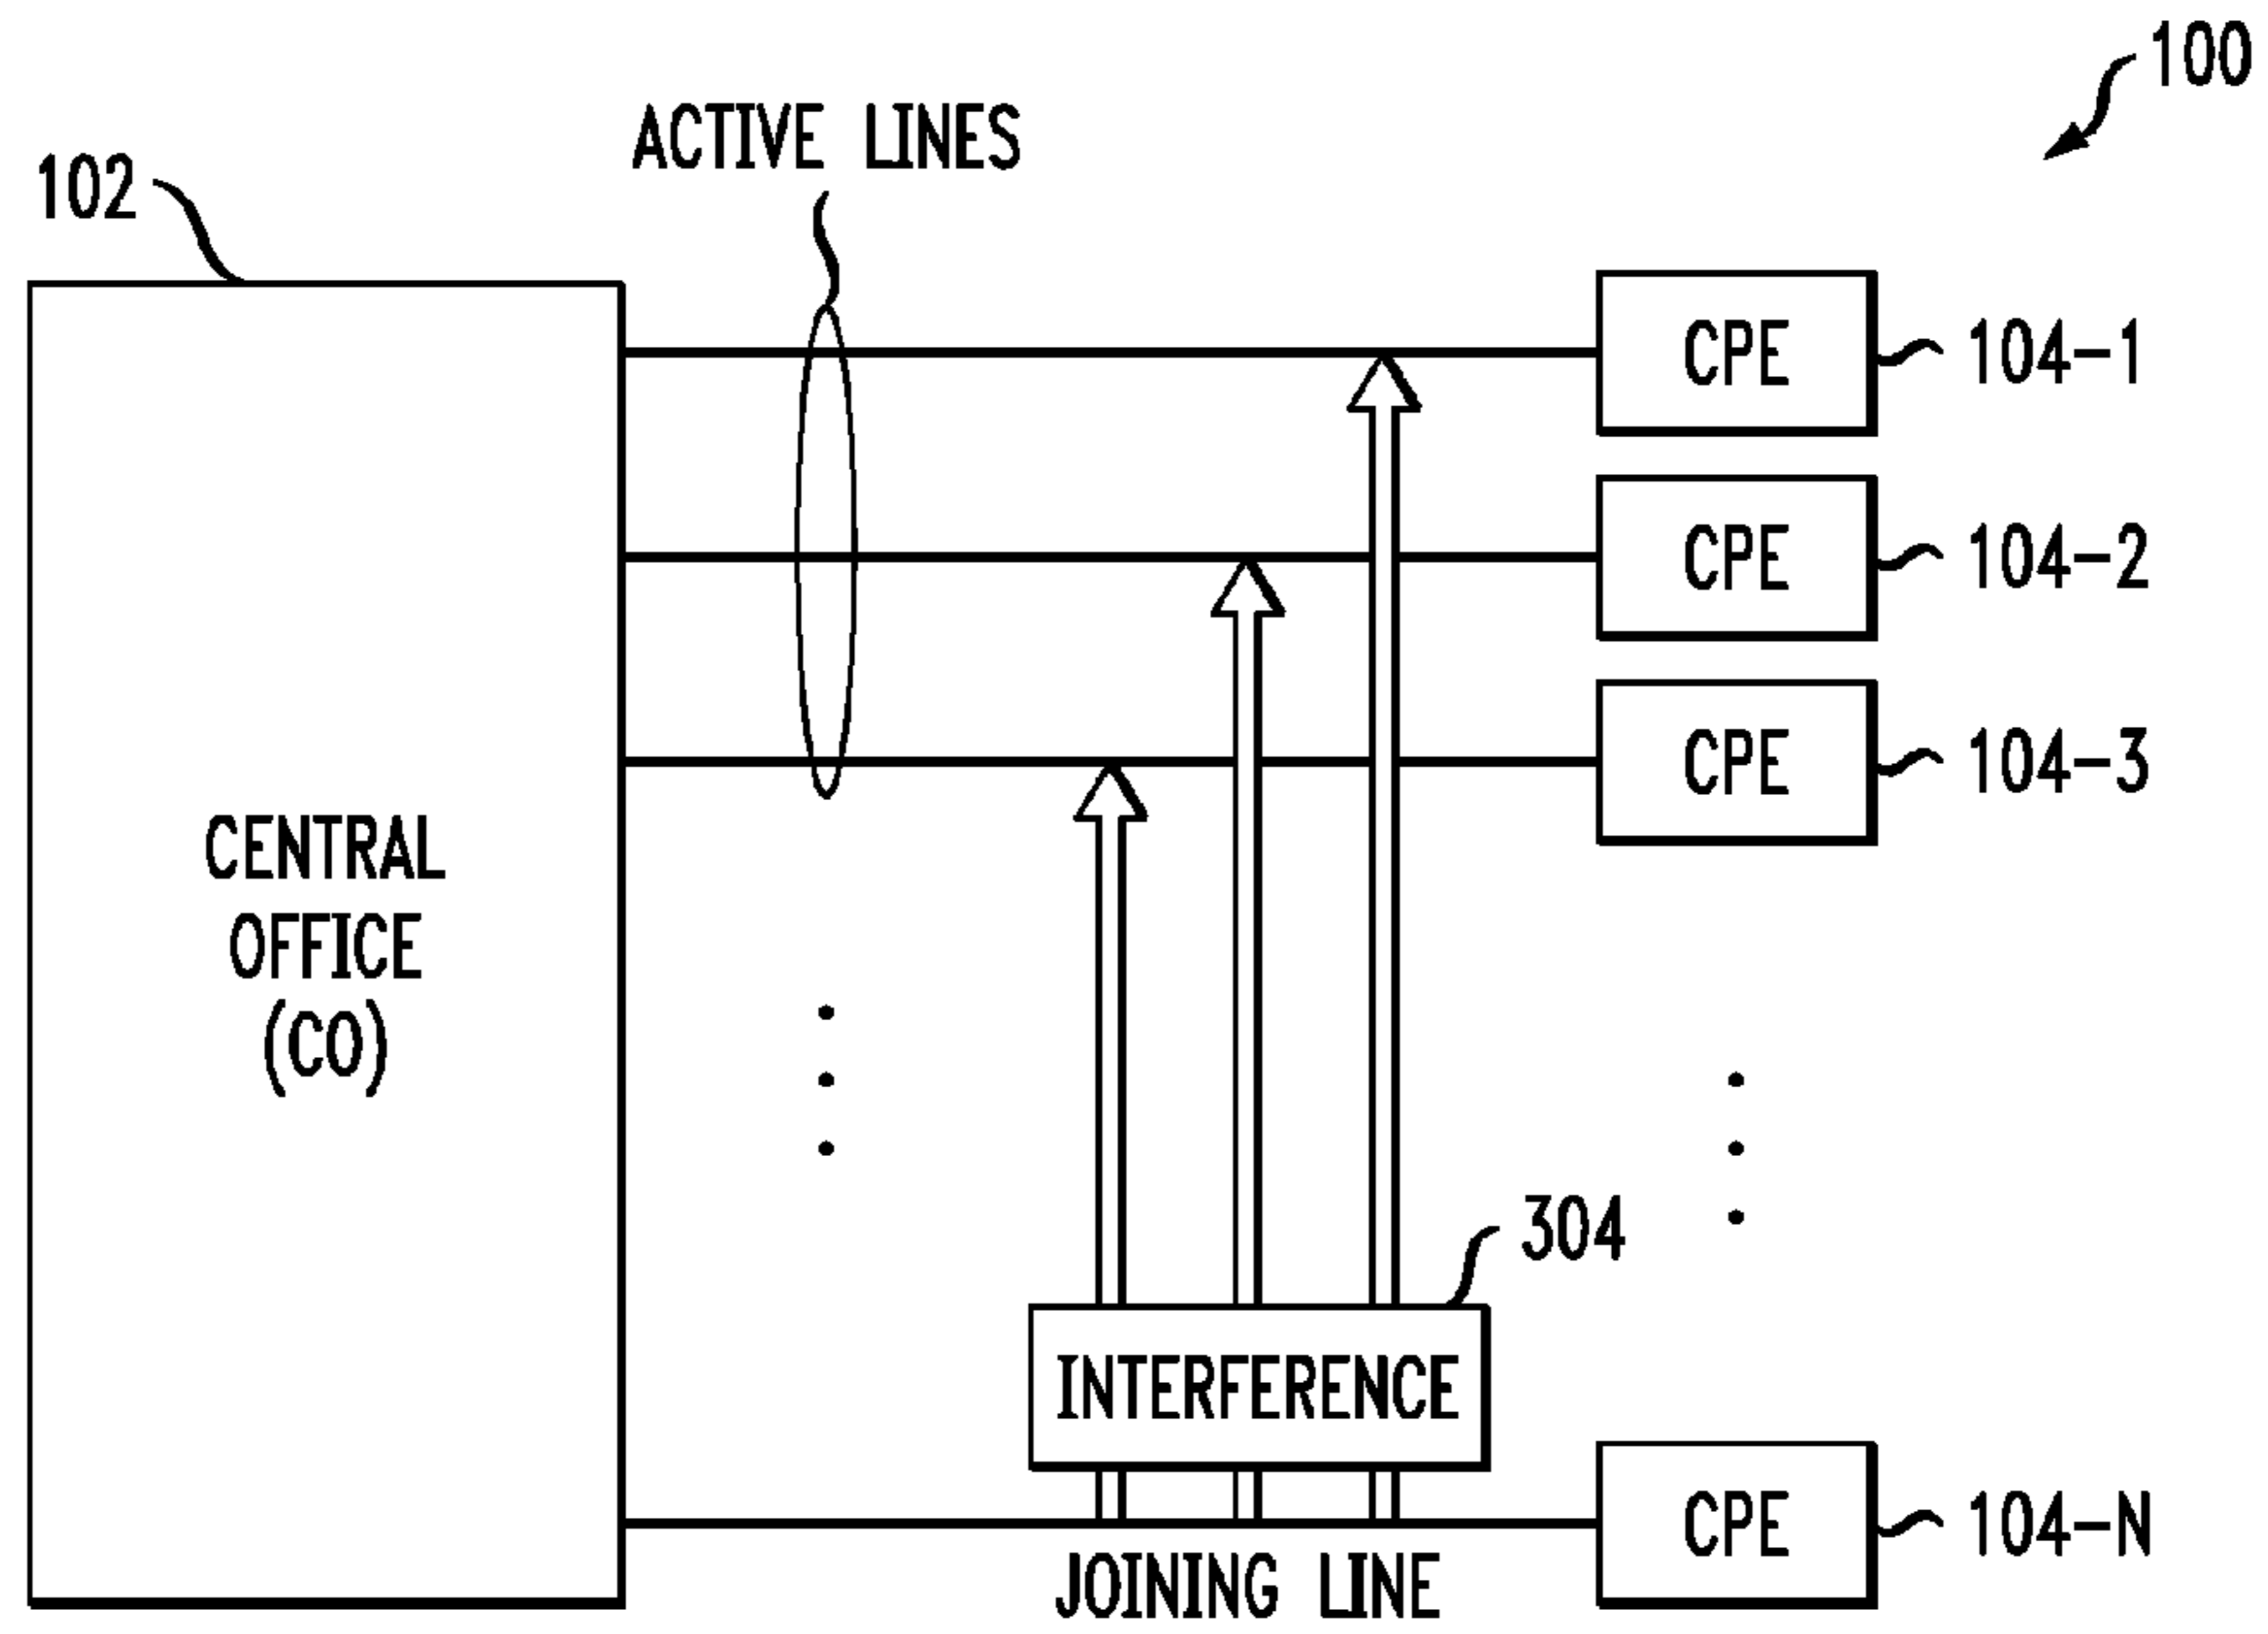 100
ACTIVE LINES
102
CPE
104-1
CPE
104-2
CPE
104-3
CENTRAL
OFFICE
(CO)
304
INTERFERENCE
CPE
104-N
JOINING LINE